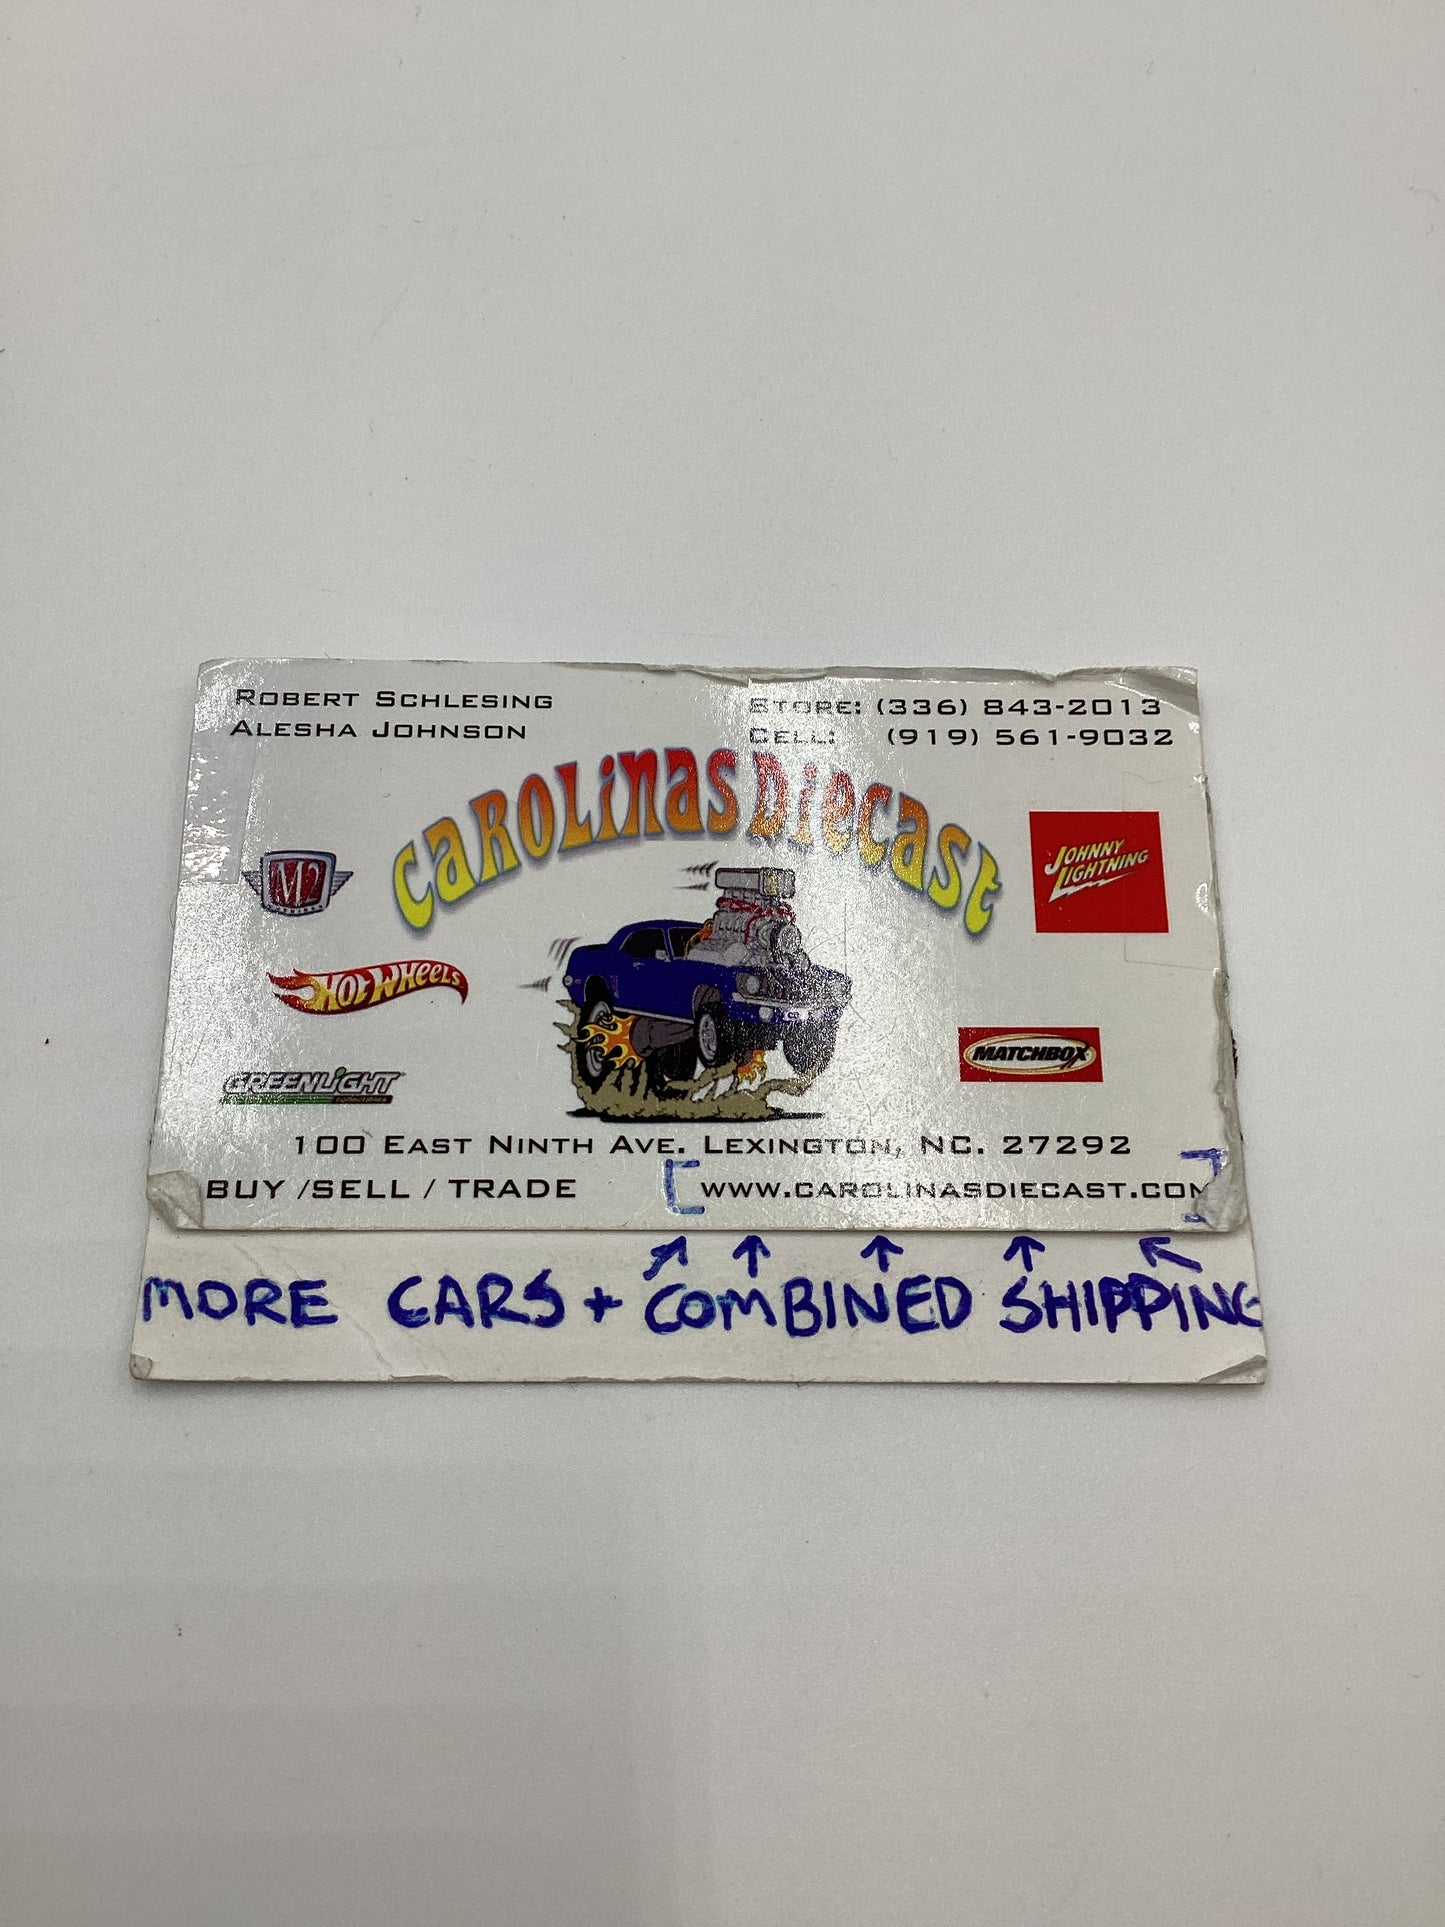 ROBERT SCHLESING
ALESHA JOHNSON
STORE: (336) 843-2013
CELL: (919) 561-9032
CAROLINAS DIECAST
M2
JOHNNY LIGHTNING
HOT WHEELS
MATCHBOX
GREENLIGHT
COLLECTIBLES
100 EAST NINTH AVE. LEXINGTON, NC. 27292
BUY /SELL / TRADE
[WWW.CAROLINASDIECAST.COM]
MORE CARS + COMBINED SHIPPING